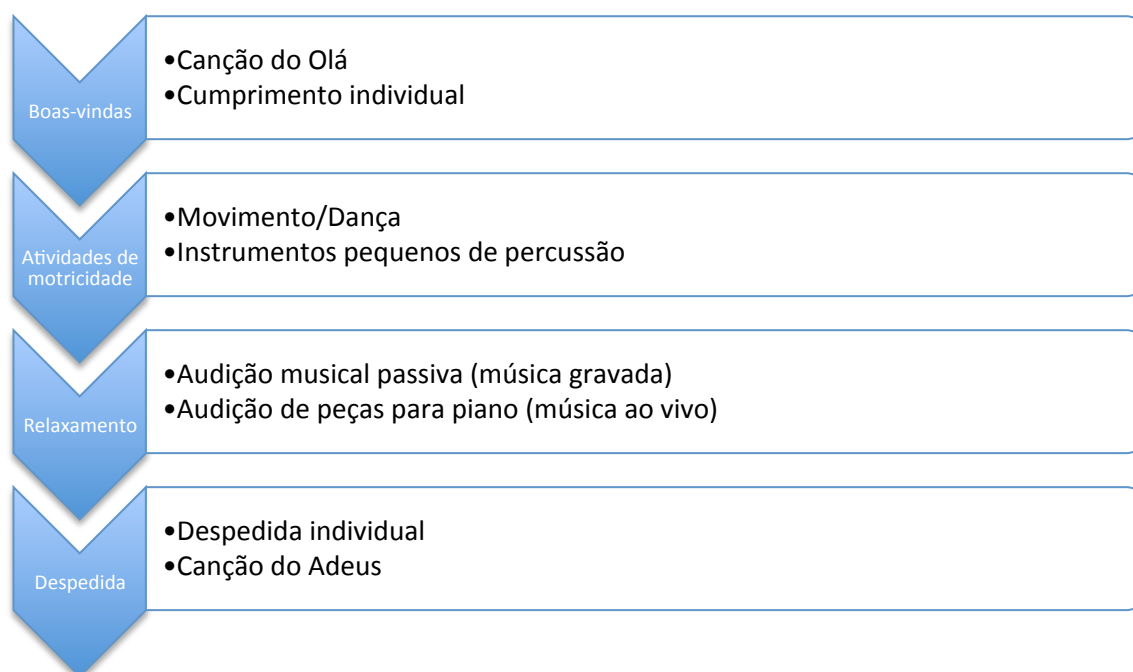 Boas-vindas
•Canção do Olá
•Cumprimento individual
Atividades de
motricidade
•Movimento/Dança
•Instrumentos pequenos de percussão
Relaxamento
•Audição musical passiva (música gravada)
•Audição de peças para piano (música ao vivo)
Despedida
•Despedida individual
•Canção do Adeus